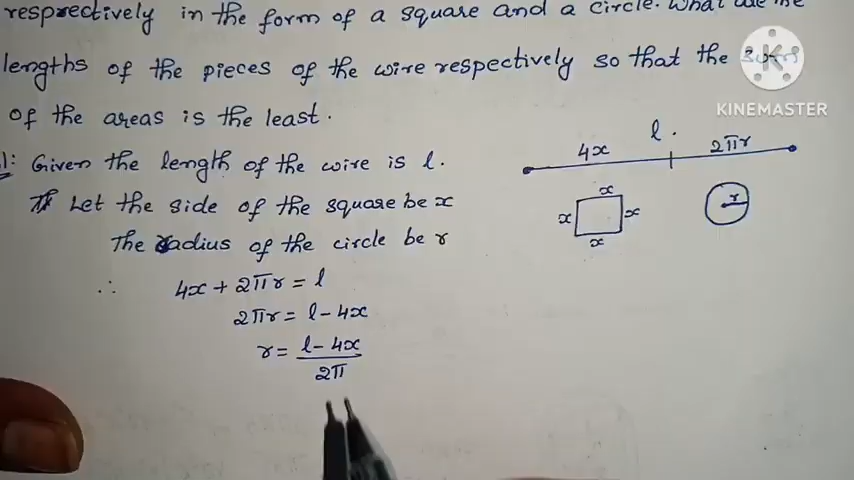 respectively in the form of a square and a circle. What are the
lengths of the pieces of the wire respectively so that the sum
of the areas is the least.
l: Given the length of the wire is l.
Let the side of the square be x
The radius of the circle be r
∴ 4x + 2πr = l
2πr = l - 4x
r = (l - 4x) / 2π
l.
4x 2πr
x
x x
x
r
K
KINEMASTER